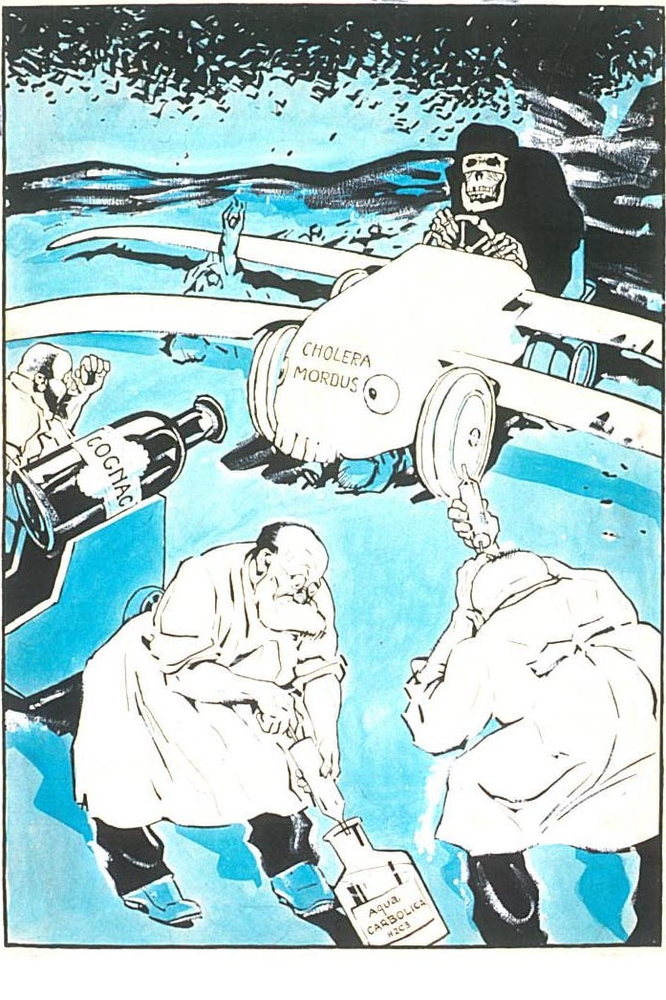 CHOLERA
MORDUS
COGNAC
Aqua
CARBOLICA
H2C3